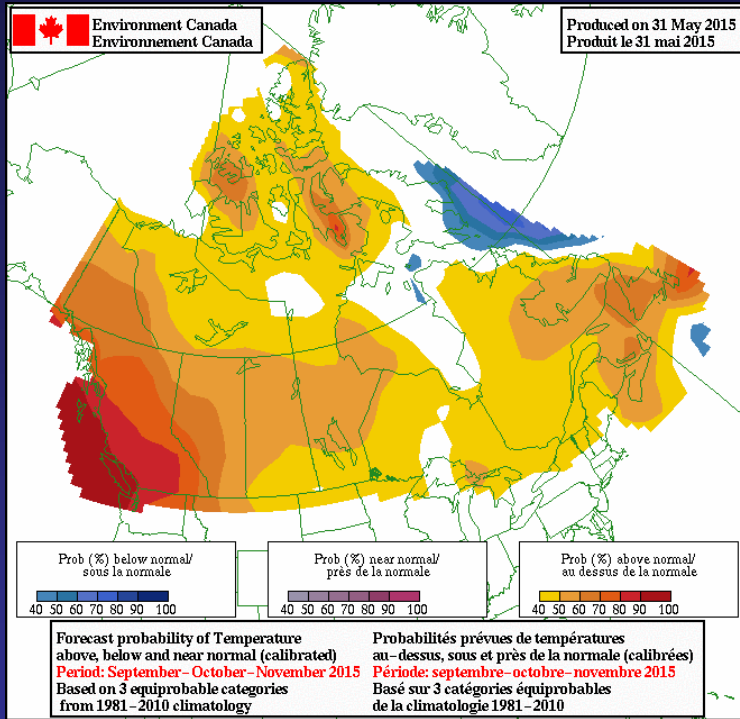 Environment Canada
Environnement Canada
Produced on 31 May 2015
Produit le 31 mai 2015
Prob (%) below normal/
sous la normale
40 50 60 70 80 90 100
Prob (%) near normal/
près de la normale
40 50 60 70 80 90 100
Prob (%) above normal/
au dessus de la normale
40 50 60 70 80 90 100
Forecast probability of Temperature
above, below and near normal (calibrated)
Period: September-October-November 2015
Based on 3 equiprobable categories
from 1981-2010 climatology
Probabilités prévues de températures
au-dessus, sous et près de la normale (calibrées)
Période: septembre-octobre-novembre 2015
Basé sur 3 catégories équiprobables
de la climatologie 1981-2010